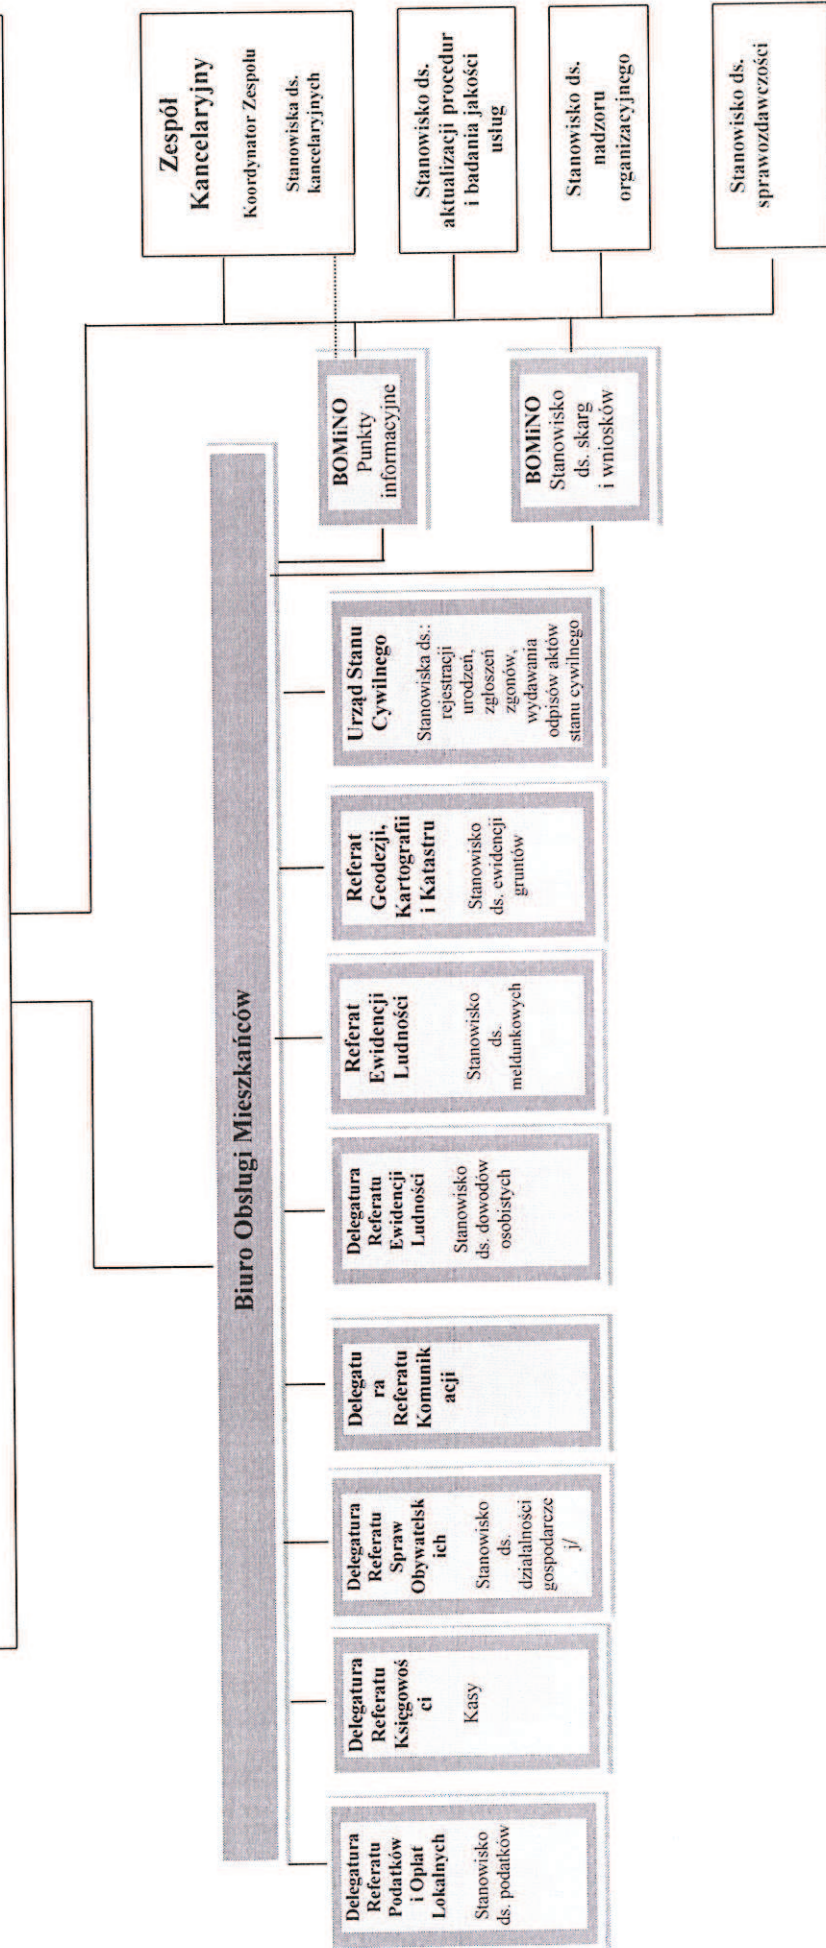 Biuro Obsługi Mieszkańców
Delegatura
Referatu
Podatków
i Opłat
Lokalnych
Stanowisko
ds. podatków
Delegatura
Referatu
Księgowoś
ci
Kasy
Delegatura
Referatu
Spraw
Obywatelsk
ich
Stanowisko
ds.
działalności
gospodarcze
j/
Delegatu
ra
Referatu
Komunik
acji
Delegatura
Referatu
Ewidencji
Ludności
Stanowisko
ds. dowodów
osobistych
Referat
Ewidencji
Ludności
Stanowisko
ds.
meldunkowych
Referat
Geodezji,
Kartografii
i Katastru
Stanowisko
ds. ewidencji
gruntów
Urząd Stanu
Cywilnego
Stanowiska ds.:
rejestracji
urodzeń,
zgłoszeń
zgonów,
wydawania
odpisów aktów
stanu cywilnego
BOMiNO
Punkty
informacyjne
BOMiNO
Stanowisko
ds. skarg
i wniosków
Zespół
Kancelaryjny
Koordynator Zespołu
Stanowiska ds.
kancelaryjnych
Stanowisko ds.
aktualizacji procedur
i badania jakości
usług
Stanowisko ds.
nadzoru
organizacyjnego
Stanowisko ds.
sprawozdawczości